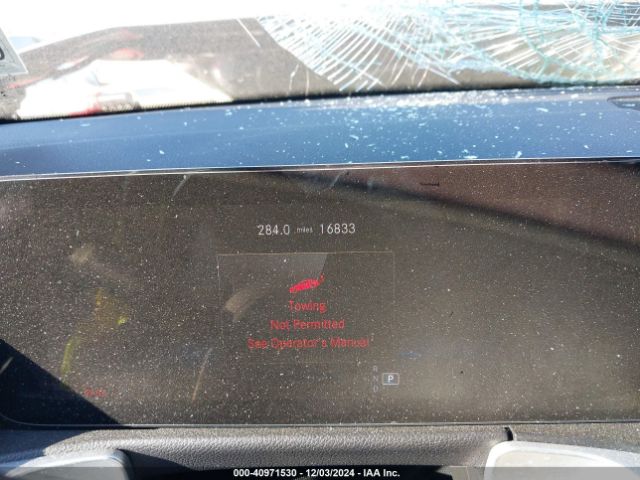 284.0 miles 16833
Towing
Not Permitted
See Operator's Manual
R
N P
D
000-40971530 - 12/03/2024 - IAA Inc.